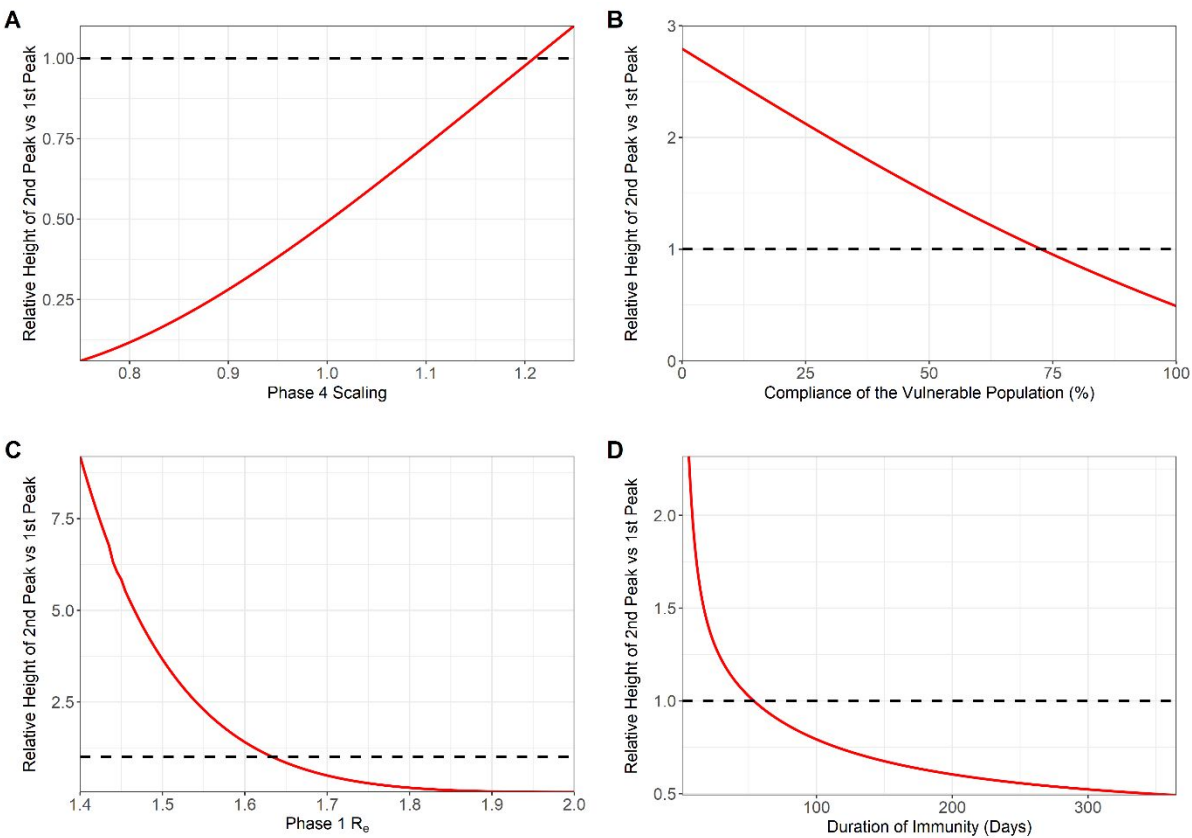 A
Relative Height of 2nd Peak vs 1st Peak
1.00
0.75
0.50
0.25
0.8 0.9 1.0 1.1 1.2
Phase 4 Scaling
B
Relative Height of 2nd Peak vs 1st Peak
3
2
1
0
0 25 50 75 100
Compliance of the Vulnerable Population (%)
C
Relative Height of 2nd Peak vs 1st Peak
7.5
5.0
2.5
1.4 1.5 1.6 1.7 1.8 1.9 2.0
Phase 1 Re
D
Relative Height of 2nd Peak vs 1st Peak
2.0
1.5
1.0
0.5
100 200 300
Duration of Immunity (Days)